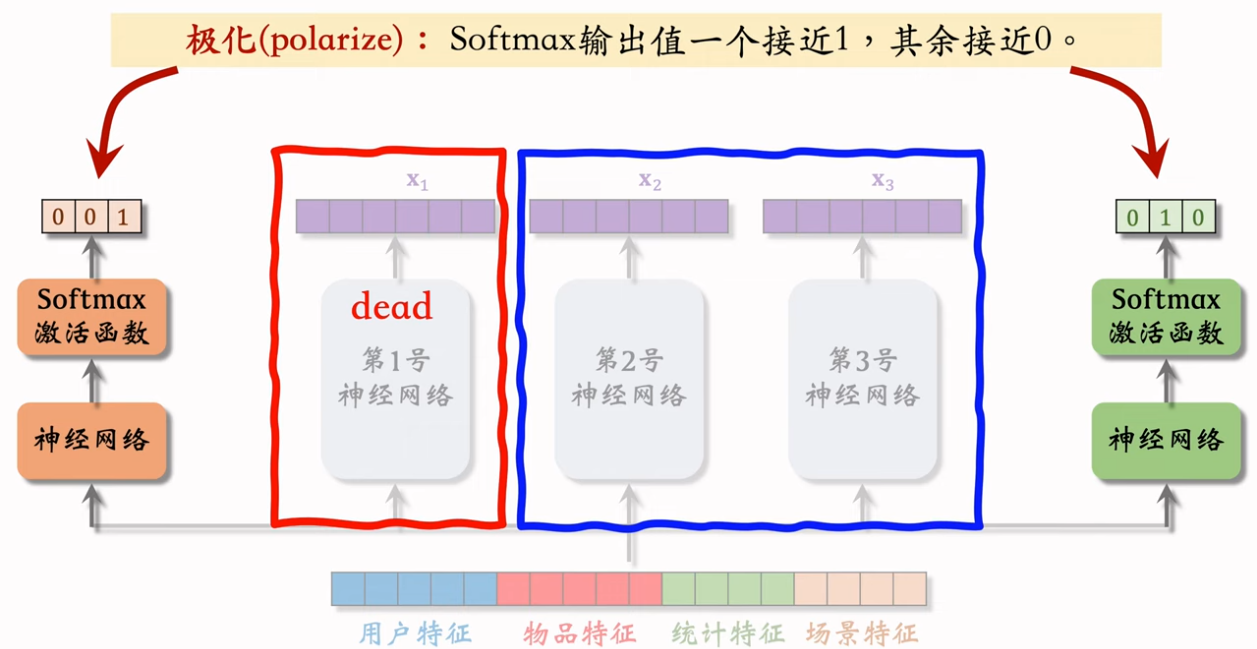 极化(polarize)： Softmax输出值一个接近1，其余接近0。
x₁
x₂
x₃
0 0 1
0 1 0
Softmax
激活函数
dead
第1号
神经网络
第2号
神经网络
第3号
神经网络
Softmax
激活函数
神经网络
神经网络
用户特征
物品特征
统计特征
场景特征